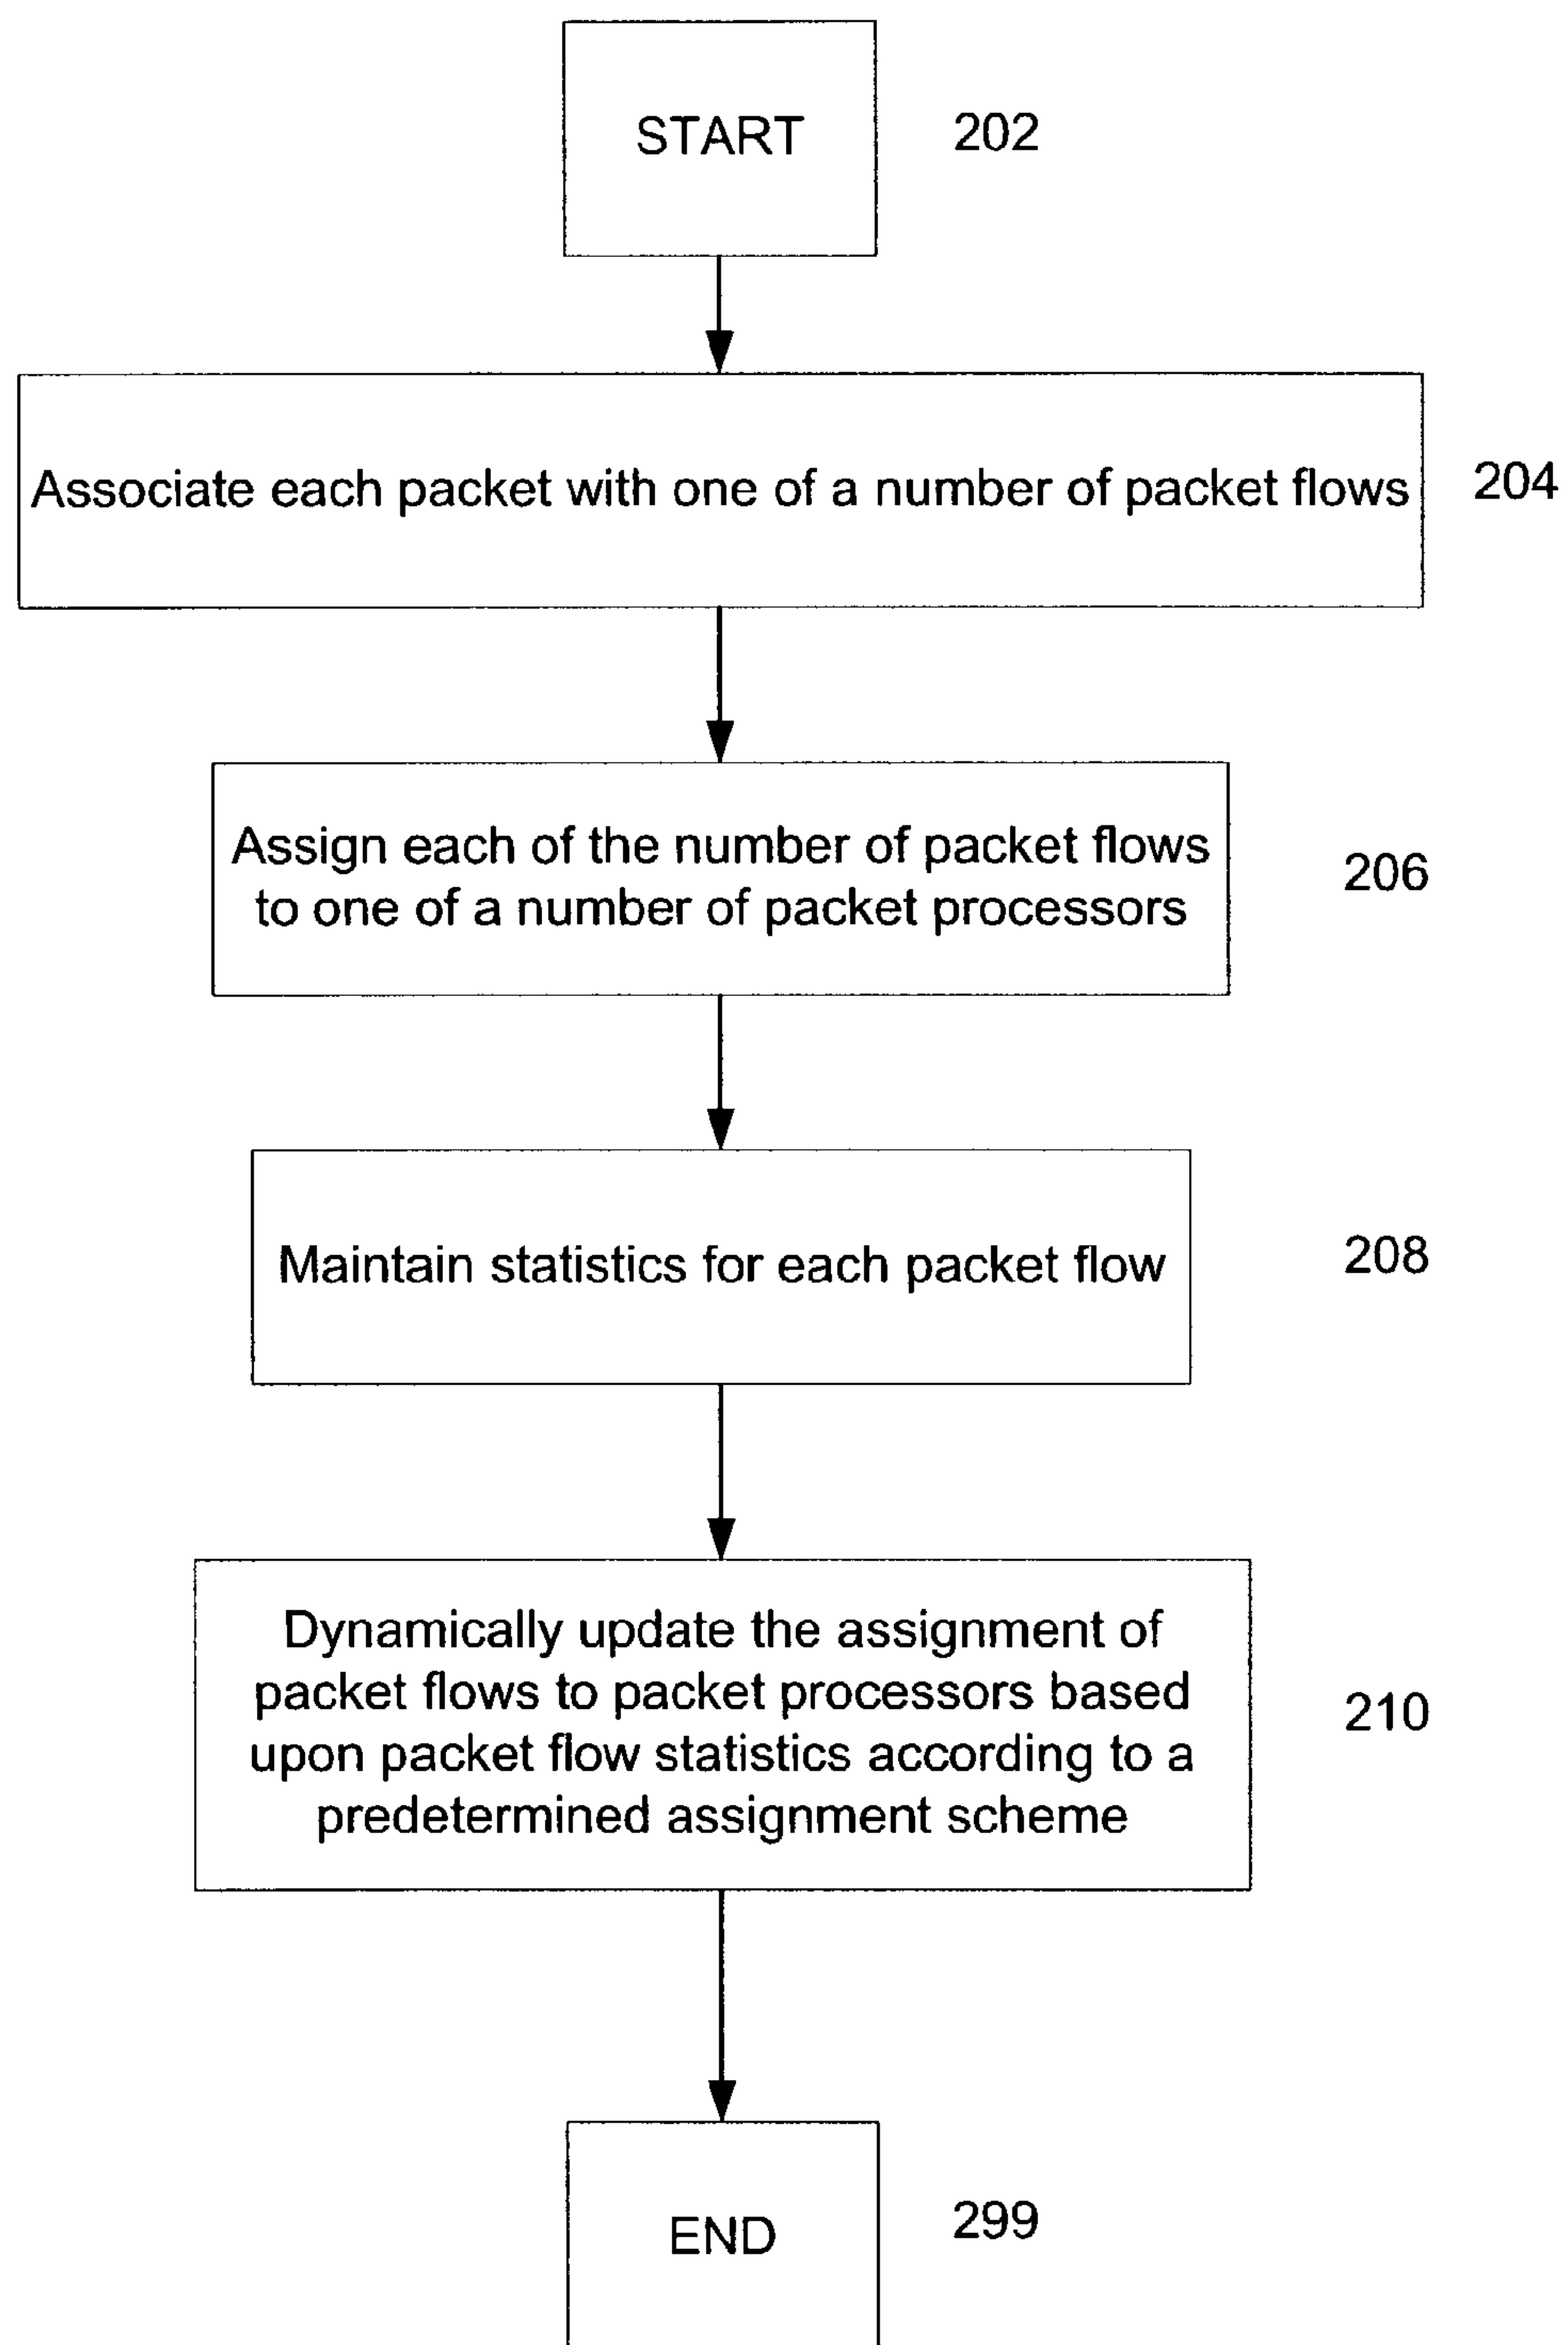 START
202
Associate each packet with one of a number of packet flows
204
Assign each of the number of packet flows
to one of a number of packet processors
206
Maintain statistics for each packet flow
208
Dynamically update the assignment of
packet flows to packet processors based
upon packet flow statistics according to a
predetermined assignment scheme
210
END
299